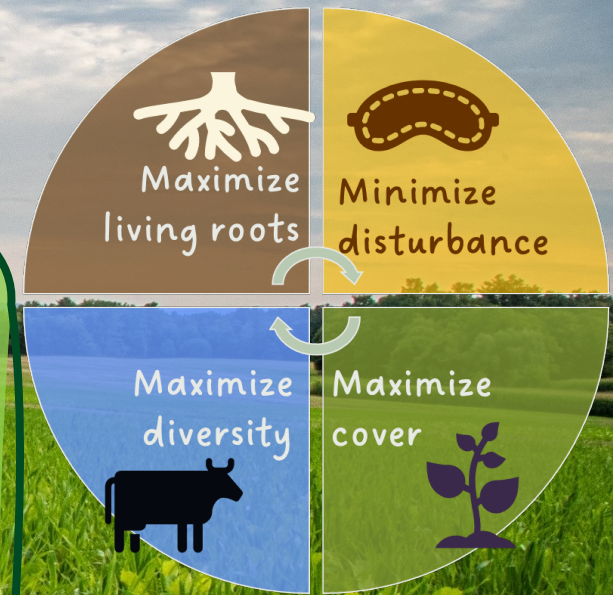 Maximize
living roots
Minimize
disturbance
Maximize
diversity
Maximize
cover